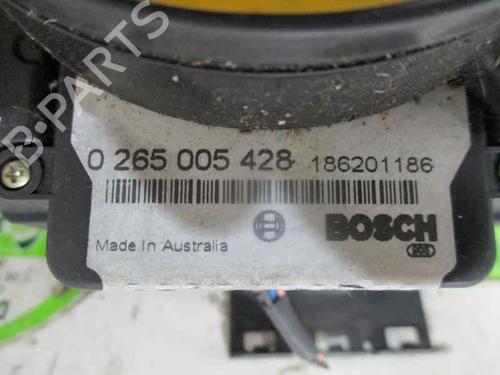 B-PARTS
0 265 005 428 186201186
BOSCH
Made In Australia